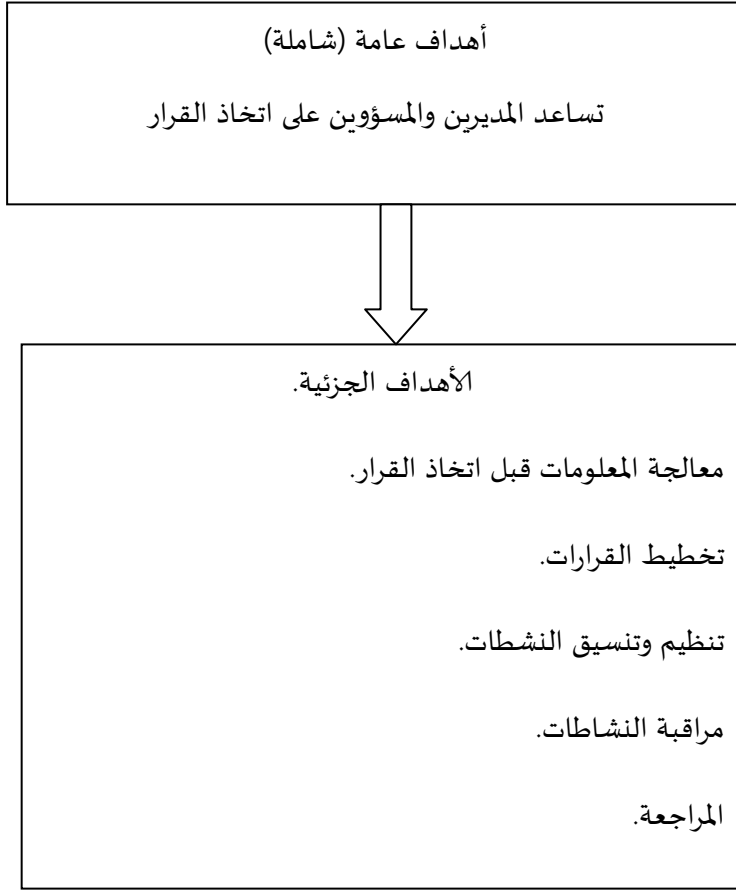 أهداف عامة (شاملة)
تساعد المديرين والمسؤوين على اتخاذ القرار
الأهداف الجزئية.
معالجة المعلومات قبل اتخاذ القرار.
تخطيط القرارات.
تنظيم وتنسيق النشطات.
مراقبة النشاطات.
المراجعة.